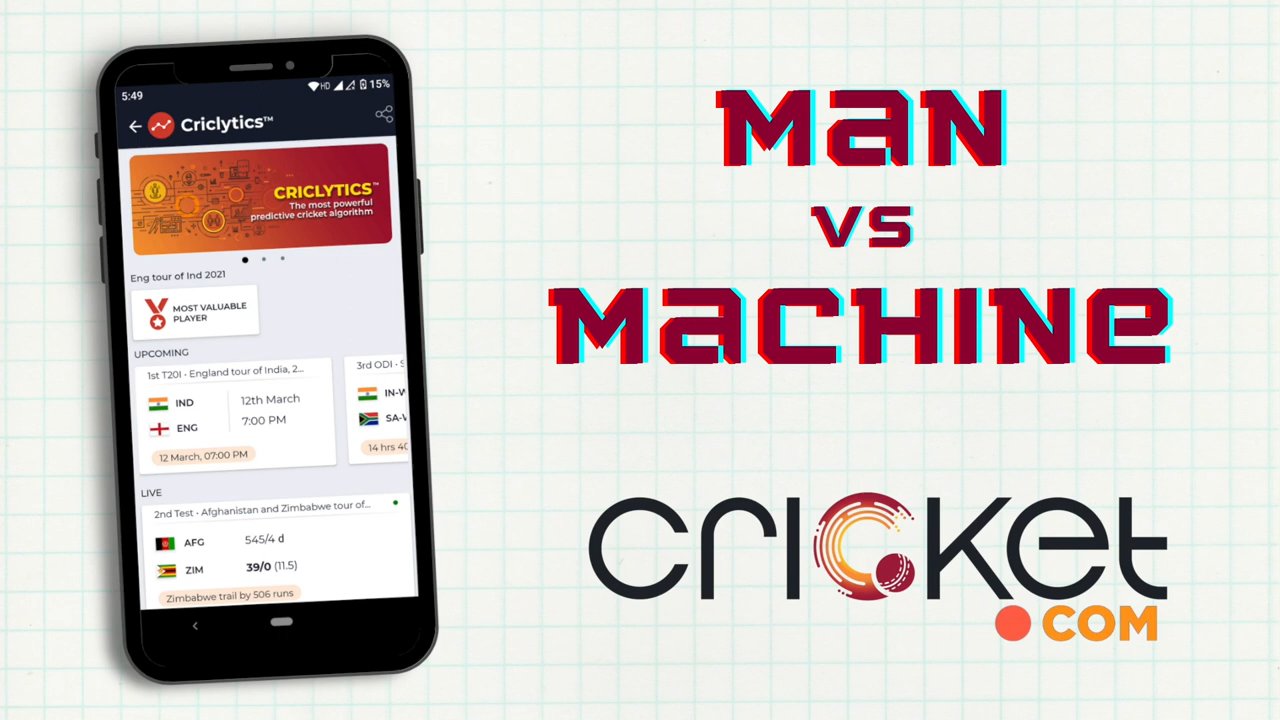 5:49
HD
15%
Criclytics™
CRICLYTICS™
The most powerful
predictive cricket algorithm
Eng tour of Ind 2021
MOST VALUABLE
PLAYER
UPCOMING
1st T20I • England tour of India, 2...
IND
12th March
ENG
7:00 PM
12 March, 07:00 PM
3rd ODI • S
IN-W
SA-W
14 hrs 40
LIVE
2nd Test • Afghanistan and Zimbabwe tour of...
AFG 545/4 d
ZIM 39/0 (11.5)
Zimbabwe trail by 506 runs
MaN
VS
MaCHINe
crICket
.COM